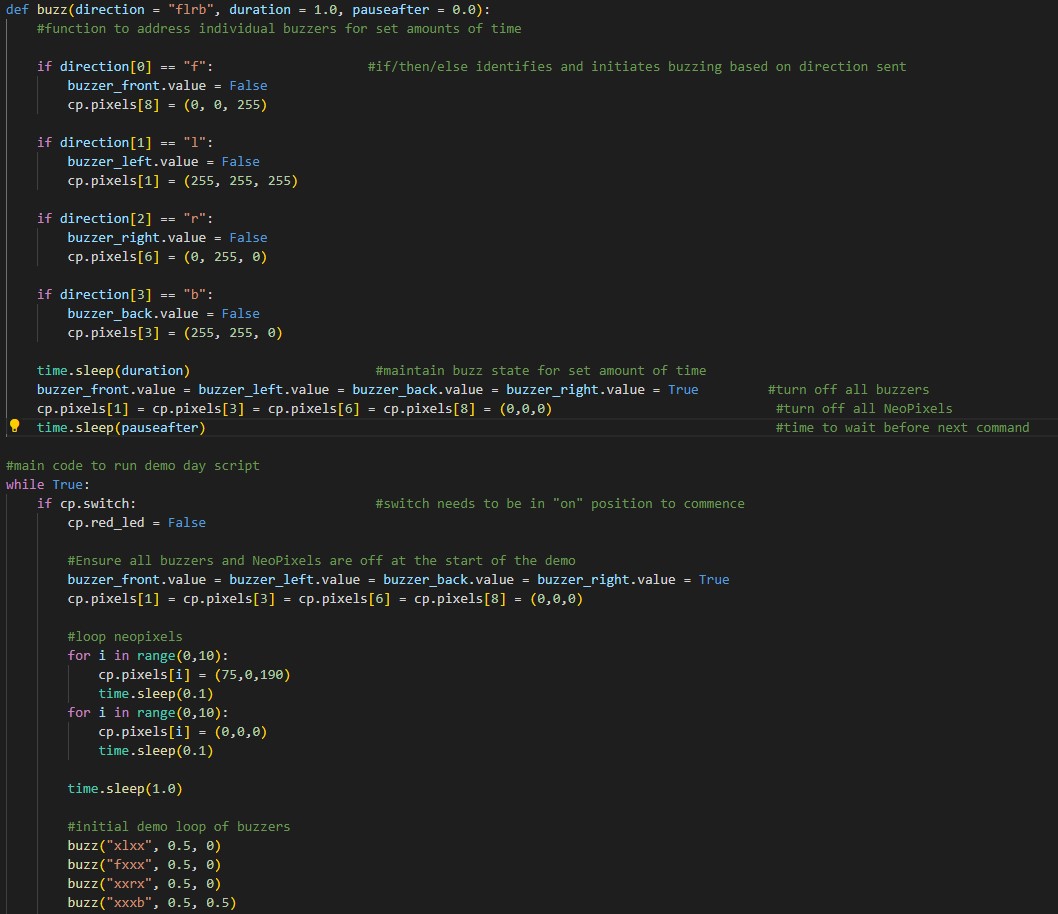 def buzz(direction = "flrb", duration = 1.0, pauseafter = 0.0):
    #function to address individual buzzers for set amounts of time

    if direction[0] == "f":                    #if/then/else identifies and initiates buzzing based on direction sent
        buzzer_front.value = False
        cp.pixels[8] = (0, 0, 255)

    if direction[1] == "l":
        buzzer_left.value = False
        cp.pixels[1] = (255, 255, 255)

    if direction[2] == "r":
        buzzer_right.value = False
        cp.pixels[6] = (0, 255, 0)

    if direction[3] == "b":
        buzzer_back.value = False
        cp.pixels[3] = (255, 255, 0)

    time.sleep(duration)                        #maintain buzz state for set amount of time
    buzzer_front.value = buzzer_left.value = buzzer_back.value = buzzer_right.value = True         #turn off all buzzers
    cp.pixels[1] = cp.pixels[3] = cp.pixels[6] = cp.pixels[8] = (0,0,0)                             #turn off all NeoPixels
    time.sleep(pauseafter)                                                                          #time to wait before next command

#main code to run demo day script
while True:
    if cp.switch:                               #switch needs to be in "on" position to commence
        cp.red_led = False

        #Ensure all buzzers and NeoPixels are off at the start of the demo
        buzzer_front.value = buzzer_left.value = buzzer_back.value = buzzer_right.value = True
        cp.pixels[1] = cp.pixels[3] = cp.pixels[6] = cp.pixels[8] = (0,0,0)

        #loop neopixels
        for i in range(0,10):
            cp.pixels[i] = (75,0,190)
            time.sleep(0.1)
        for i in range(0,10):
            cp.pixels[i] = (0,0,0)
            time.sleep(0.1)

        time.sleep(1.0)

        #initial demo loop of buzzers
        buzz("xlxx", 0.5, 0)
        buzz("fxxx", 0.5, 0)
        buzz("xxrx", 0.5, 0)
        buzz("xxxb", 0.5, 0.5)